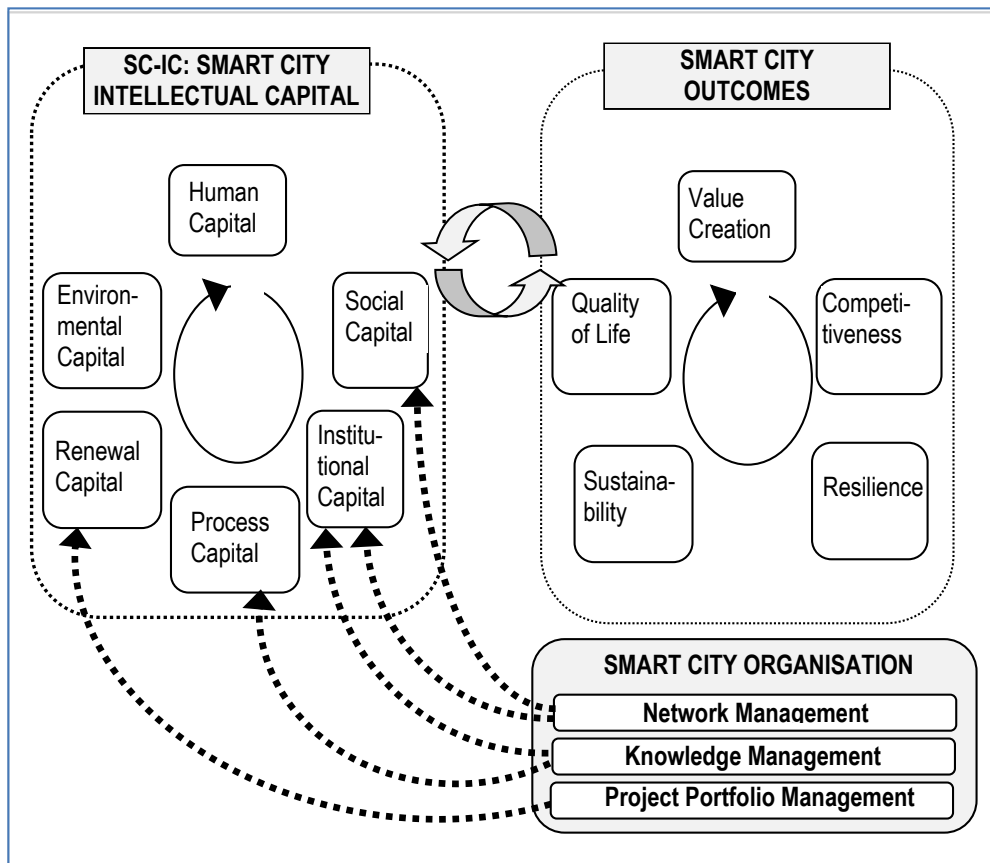 SC-IC: SMART CITY
INTELLECTUAL CAPITAL
Human
Capital
Environ-
mental
Capital
Social
Capital
Renewal
Capital
Institu-
tional
Capital
Process
Capital
SMART CITY
OUTCOMES
Value
Creation
Quality
of Life
Competi-
tiveness
Sustaina-
bility
Resilience
SMART CITY ORGANISATION
Network Management
Knowledge Management
Project Portfolio Management